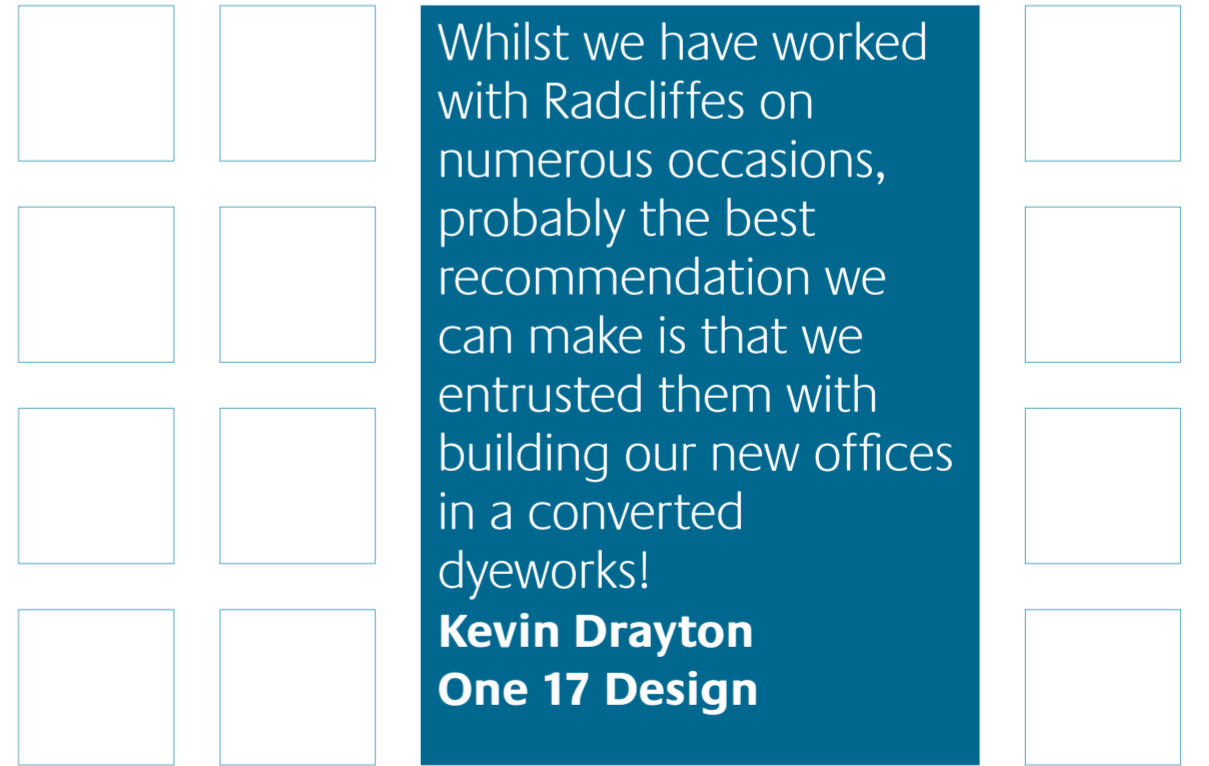 Whilst we have worked
with Radcliffes on
numerous occasions,
probably the best
recommendation we
can make is that we
entrusted them with
building our new offices
in a converted
dyeworks!
Kevin Drayton
One 17 Design